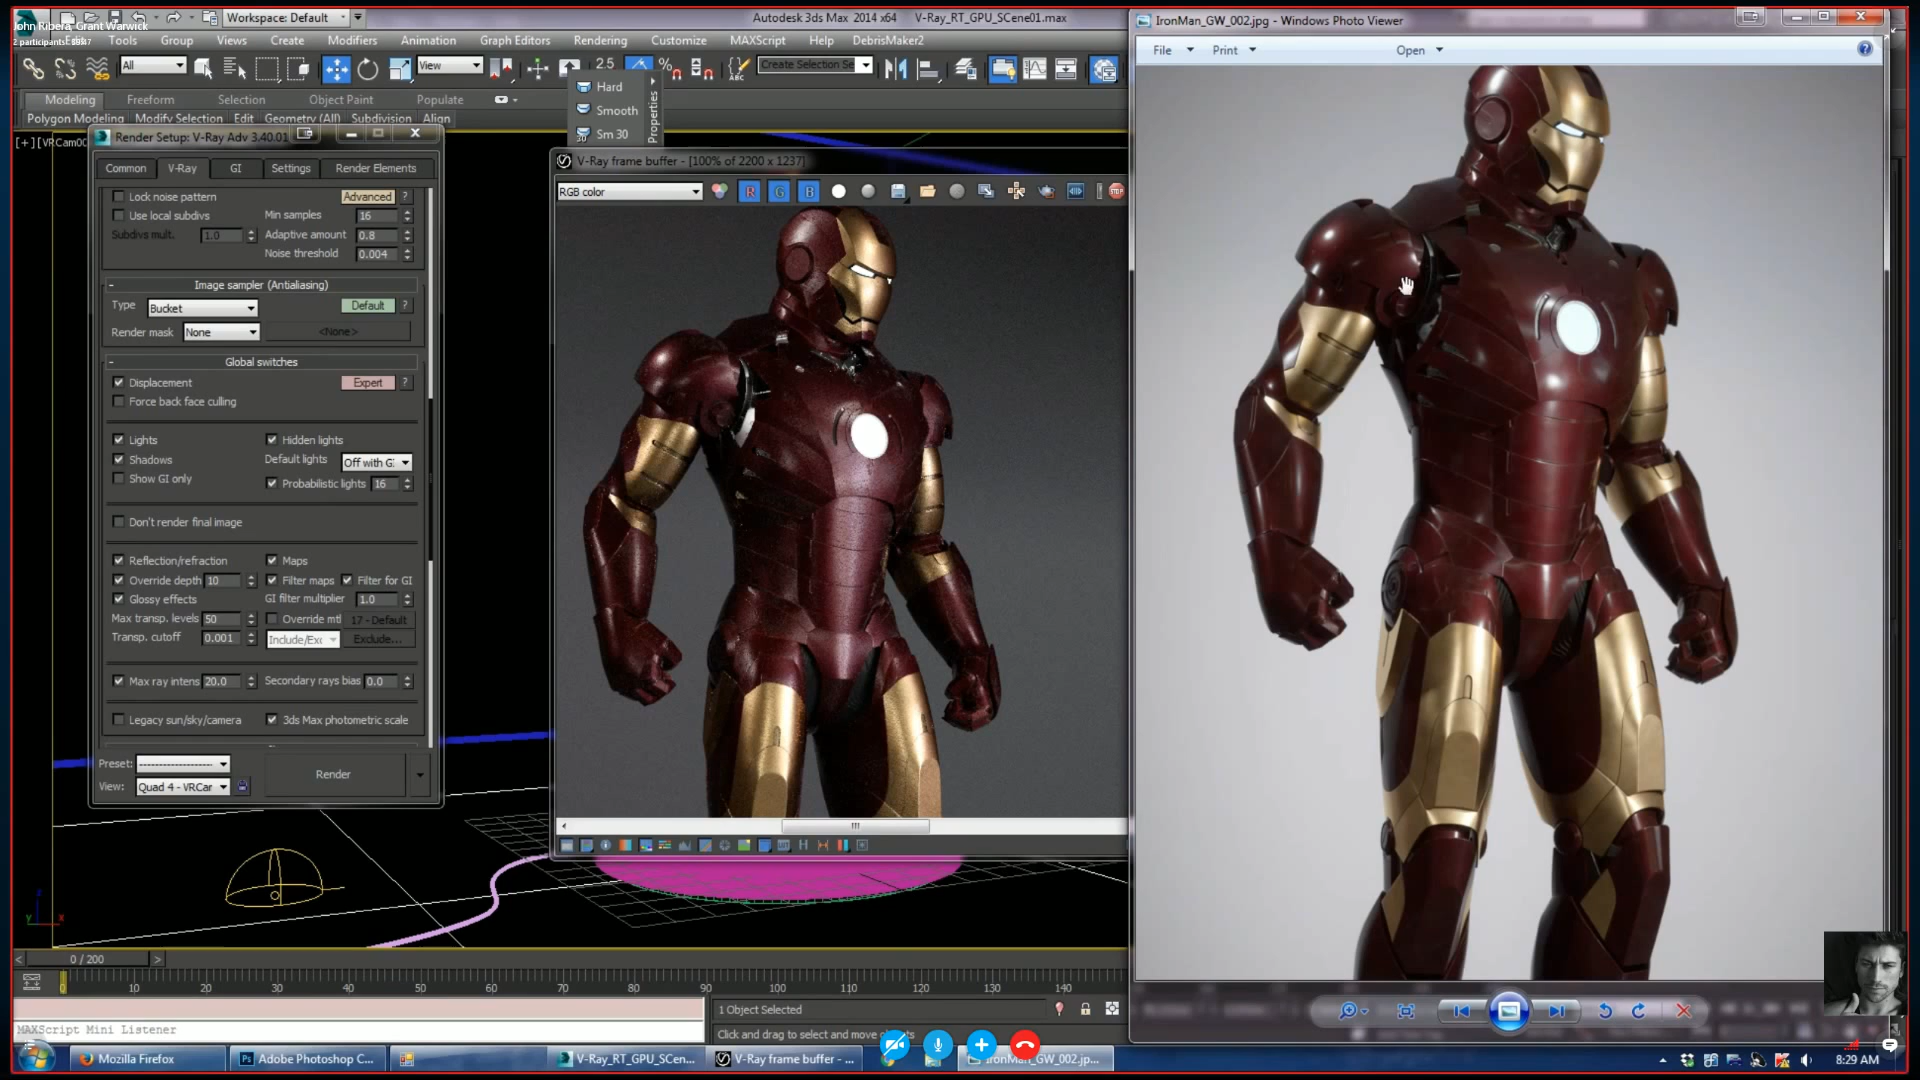 John Ribera, Grant Warwick
2 participants
Workspace: Default
Autodesk 3ds Max 2014 x64
V-Ray_RT_GPU_SCene01.max
Tools
Group
Views
Create
Modifiers
Animation
Graph Editors
Rendering
Customize
MAXScript
Help
DebrisMaker2
All
View
2.5
%
Create Selection Se
Modeling
Freeform
Selection
Object Paint
Populate
Polygon Modeling
Modify Selection
Edit
Geometry (All)
Subdivision
Align
Hard
Smooth
Sm 30
Properties
Render Setup: V-Ray Adv 3.40.01
Common
V-Ray
GI
Settings
Render Elements
Lock noise pattern
Advanced
?
Use local subdivs
Min samples
16
Subdivs mult.
1.0
Adaptive amount
0.8
Noise threshold
0.004
Image sampler (Antialiasing)
Type
Bucket
Default
?
Render mask
None
<None>
Global switches
Displacement
Expert
?
Force back face culling
Lights
Hidden lights
Shadows
Default lights
Off with G
Show GI only
Probabilistic lights
16
Don't render final image
Reflection/refraction
Maps
Override depth
10
Filter maps
Filter for GI
Glossy effects
GI filter multiplier
1.0
Max transp. levels
50
Override mtl
17 - Default
Transp. cutoff
0.001
Include/Exc
Exclude...
Max ray intens
20.0
Secondary rays bias
0.0
Legacy sun/sky/camera
3ds Max photometric scale
Preset:
--------------------
View:
Quad 4 - VRCar
Render
V-Ray frame buffer - [100% of 2200 x 1237]
RGB color
R
G
B
STOP
IronMan_GW_002.jpg - Windows Photo Viewer
File
Print
Open
0 / 200
0
10
20
30
40
50
60
70
80
90
100
110
120
130
140
1 Object Selected
MAXScript Mini Listener
Click and drag to select and move
Mozilla Firefox
Adobe Photoshop C...
V-Ray_RT_GPU_SCen...
V-Ray frame buffer - ...
IronMan_GW_002.jp...
8:29 AM